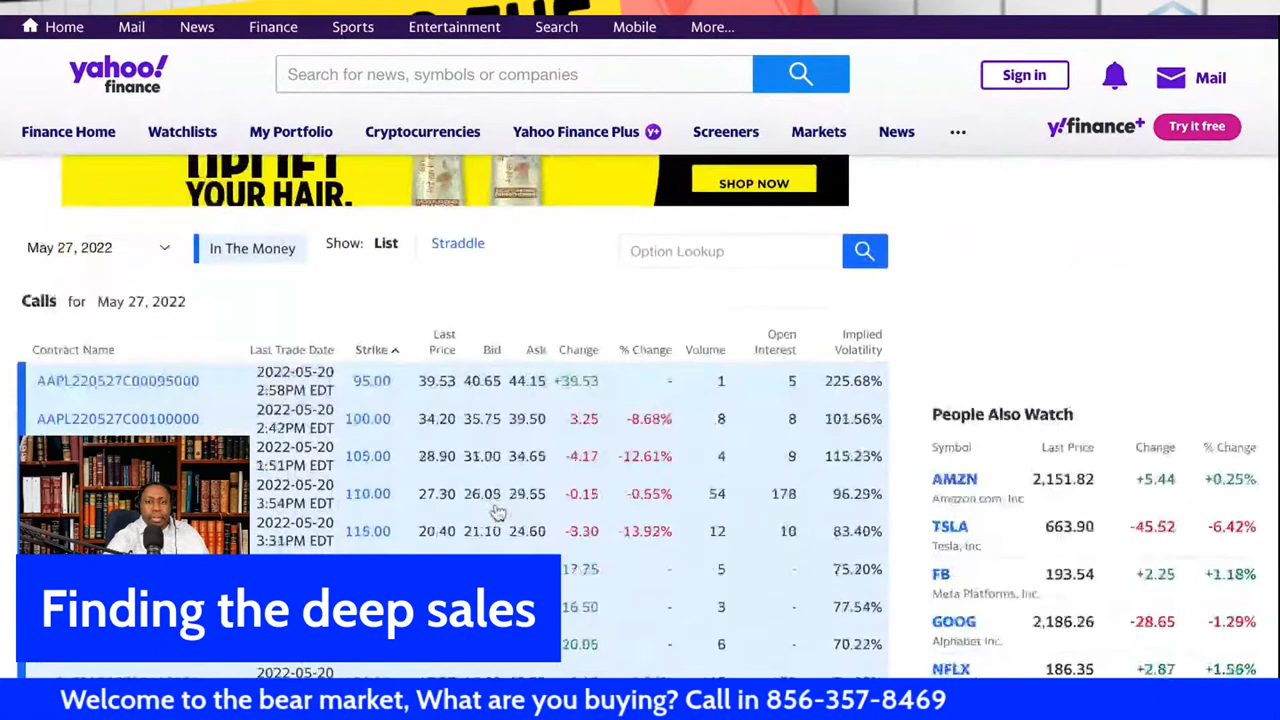 Home Mail News Finance Sports Entertainment Search Mobile More...
yahoo!
finance
Search for news, symbols or companies
Sign in
Mail
Finance Home Watchlists My Portfolio Cryptocurrencies Yahoo Finance Plus Y+ Screeners Markets News ...
y!finance+ Try it free
UPLIFT
YOUR HAIR.
SHOP NOW
May 27, 2022 In The Money Show: List Straddle Option Lookup
Calls for May 27, 2022
Contract Name Last Trade Date Strike Last Price Bid Ask Change % Change Volume Open Interest Implied Volatility
AAPL220527C00095000 2022-05-20 2:58PM EDT 95.00 39.53 40.65 44.15 +39.53 - 1 5 225.68%
AAPL220527C00100000 2022-05-20 2:42PM EDT 100.00 34.20 35.75 39.50 3.25 -8.68% 8 8 101.56%
2022-05-20 1:51PM EDT 105.00 28.90 31.00 34.65 -4.17 -12.61% 4 9 115.23%
2022-05-20 3:54PM EDT 110.00 27.30 26.05 29.55 -0.15 -0.55% 54 178 96.29%
2022-05-20 3:31PM EDT 115.00 20.40 21.10 24.60 -3.30 -13.92% 12 10 83.40%
17.75 - 5 75.20%
16.50 - 3 77.54%
20.05 - 6 70.22%
2022-05-20
People Also Watch
Symbol Last Price Change % Change
AMZN 2,151.82 +5.44 +0.25%
Amazon.com, Inc.
TSLA 663.90 -45.52 -6.42%
Tesla, Inc.
FB 193.54 +2.25 +1.18%
Meta Platforms, Inc.
GOOG 2,186.26 -28.65 -1.29%
Alphabet Inc.
NFLX 186.35 +2.87 +1.56%
Finding the deep sales
Welcome to the bear market, What are you buying? Call in 856-357-8469